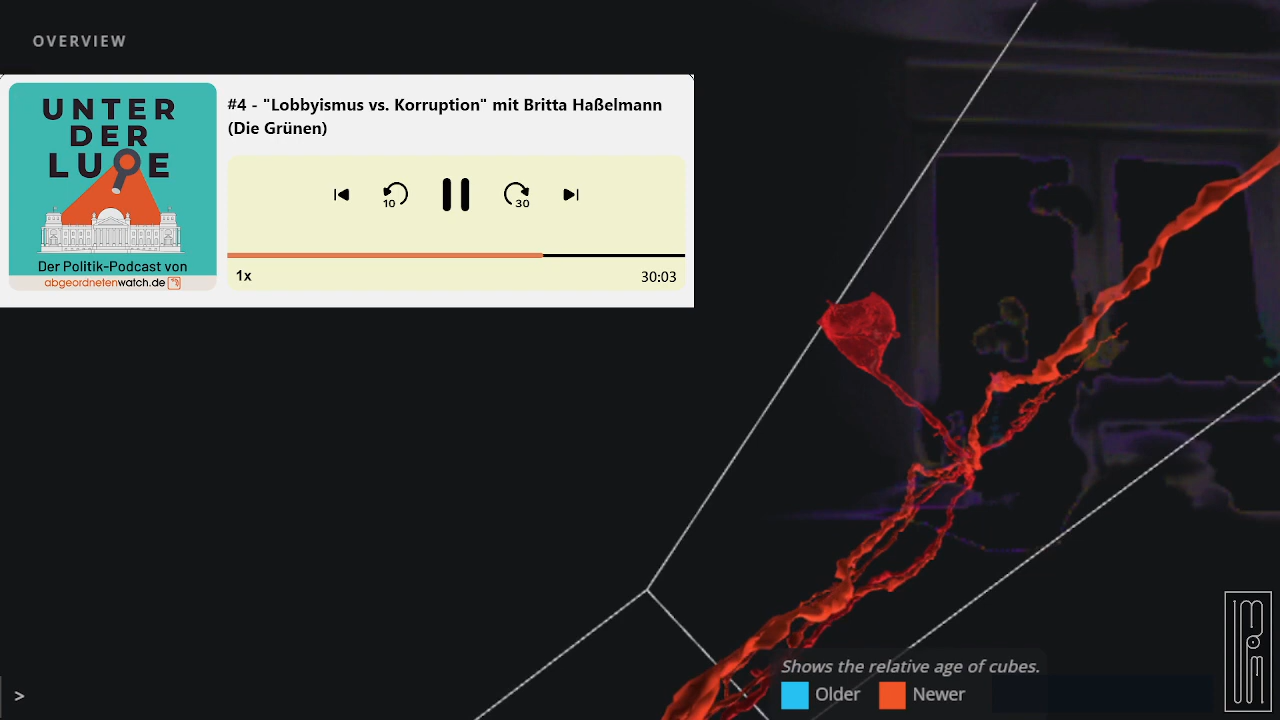 OVERVIEW
UNTER
DER
LUPE
Der Politik-Podcast von
abgeordnetenwatch.de
#4 - "Lobbyismus vs. Korruption" mit Britta Haßelmann
(Die Grünen)
10
30
1x
30:03
Shows the relative age of cubes.
Older
Newer
>